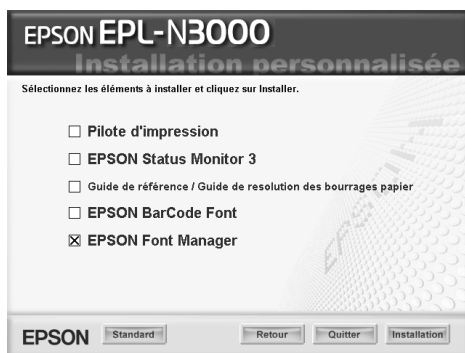 EPSON EPL-N3000
Installation personnalisée
Sélectionnez les éléments à installer et cliquez sur Installer.
Pilote d'impression
EPSON Status Monitor 3
Guide de référence / Guide de resolution des bourrages papier
EPSON BarCode Font
EPSON Font Manager
EPSON
EPSON Standard Retour Quitter Installation